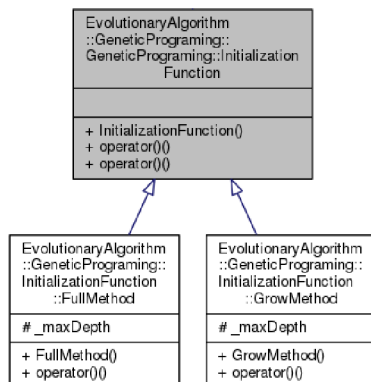 EvolutionaryAlgorithm
::GeneticPrograming::
GeneticPrograming::Initialization
Function
+ InitializationFunction()
+ operator()()
+ operator()()
EvolutionaryAlgorithm
::GeneticPrograming::
InitializationFunction
::FullMethod
# _maxDepth
+ FullMethod()
+ operator()()
EvolutionaryAlgorithm
::GeneticPrograming::
InitializationFunction
::GrowMethod
# _maxDepth
+ GrowMethod()
+ operator()()